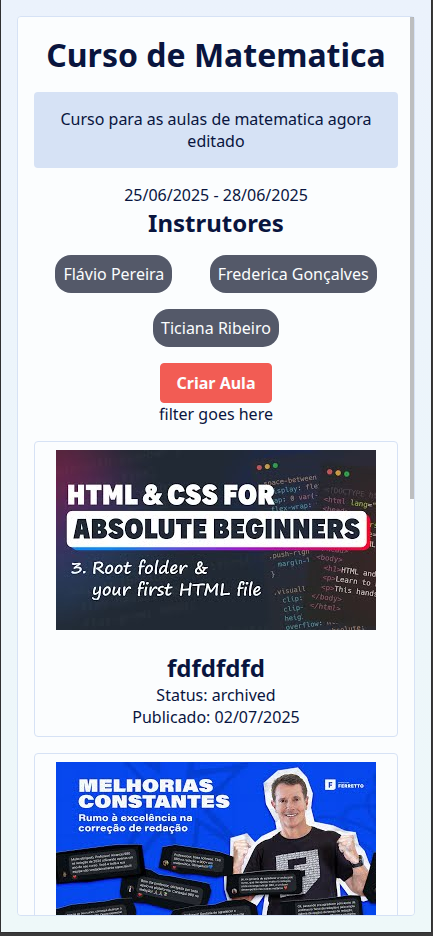 Curso de Matematica
Curso para as aulas de matematica agora
editado
25/06/2025 - 28/06/2025
Instrutores
Flávio Pereira
Frederica Gonçalves
Ticiana Ribeiro
Criar Aula
filter goes here
HTML & CSS FOR
ABSOLUTE BEGINNERS
3. Root folder &
your first HTML file
fdfdfdfd
Status: archived
Publicado: 02/07/2025
MELHORIAS
CONSTANTES
Rumo à excelência na
correção de redação
FERRETTO